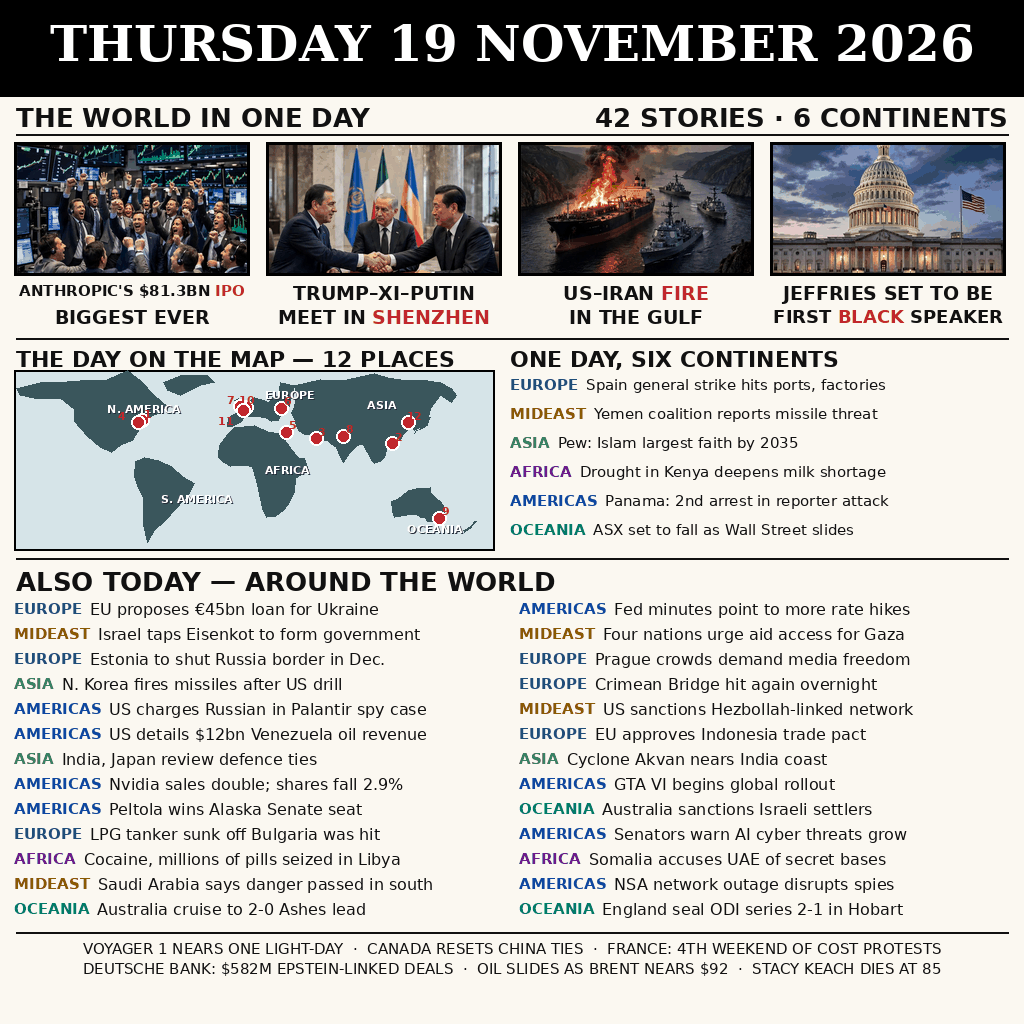 THURSDAY 19 NOVEMBER 2026
THE WORLD IN ONE DAY
42 STORIES · 6 CONTINENTS
ANTHROPIC'S $81.3BN IPO
BIGGEST EVER
TRUMP–XI–PUTIN
MEET IN SHENZHEN
US–IRAN FIRE
IN THE GULF
JEFFRIES SET TO BE
FIRST BLACK SPEAKER
THE DAY ON THE MAP — 12 PLACES
N. AMERICA
EUROPE
ASIA
AFRICA
S. AMERICA
OCEANIA
ONE DAY, SIX CONTINENTS
EUROPE Spain general strike hits ports, factories
MIDEAST Yemen coalition reports missile threat
ASIA Pew: Islam largest faith by 2035
AFRICA Drought in Kenya deepens milk shortage
AMERICAS Panama: 2nd arrest in reporter attack
OCEANIA ASX set to fall as Wall Street slides
ALSO TODAY — AROUND THE WORLD
EUROPE EU proposes €45bn loan for Ukraine
MIDEAST Israel taps Eisenkot to form government
EUROPE Estonia to shut Russia border in Dec.
ASIA N. Korea fires missiles after US drill
AMERICAS US charges Russian in Palantir spy case
AMERICAS US details $12bn Venezuela oil revenue
ASIA India, Japan review defence ties
AMERICAS Nvidia sales double; shares fall 2.9%
AMERICAS Peltola wins Alaska Senate seat
EUROPE LPG tanker sunk off Bulgaria was hit
AFRICA Cocaine, millions of pills seized in Libya
MIDEAST Saudi Arabia says danger passed in south
OCEANIA Australia cruise to 2-0 Ashes lead
AMERICAS Fed minutes point to more rate hikes
MIDEAST Four nations urge aid access for Gaza
EUROPE Prague crowds demand media freedom
EUROPE Crimean Bridge hit again overnight
MIDEAST US sanctions Hezbollah-linked network
EUROPE EU approves Indonesia trade pact
ASIA Cyclone Akvan nears India coast
AMERICAS GTA VI begins global rollout
OCEANIA Australia sanctions Israeli settlers
AMERICAS Senators warn AI cyber threats grow
AFRICA Somalia accuses UAE of secret bases
AMERICAS NSA network outage disrupts spies
OCEANIA England seal ODI series 2-1 in Hobart
VOYAGER 1 NEARS ONE LIGHT-DAY · CANADA RESETS CHINA TIES · FRANCE: 4TH WEEKEND OF COST PROTESTS
DEUTSCHE BANK: $582M EPSTEIN-LINKED DEALS · OIL SLIDES AS BRENT NEARS $92 · STACY KEACH DIES AT 85